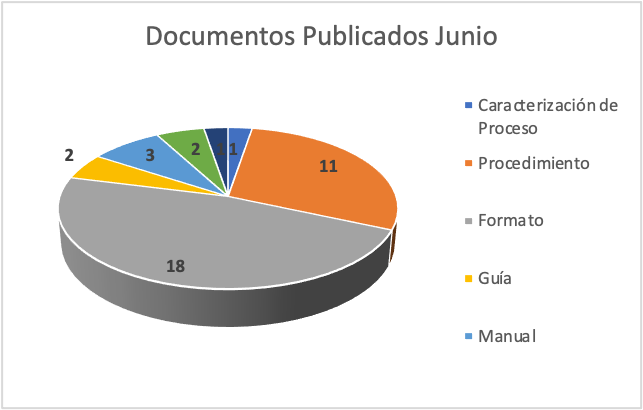 Documentos Publicados Junio
1
11
18
2
3
2
Caracterización de
Proceso
Procedimiento
Formato
Guía
Manual